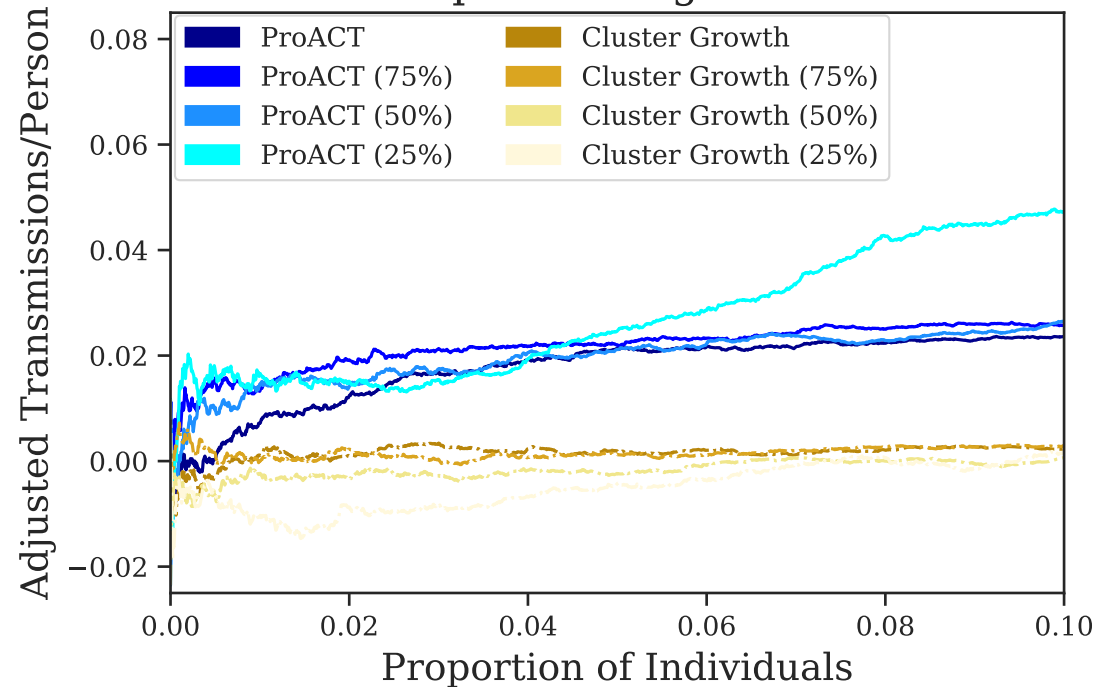 Adjusted Transmissions/Person
0.08
0.06
0.04
0.02
0.00
−0.02
ProACT
ProACT (75%)
ProACT (50%)
ProACT (25%)
Cluster Growth
Cluster Growth (75%)
Cluster Growth (50%)
Cluster Growth (25%)
0.00 0.02 0.04 0.06 0.08 0.10
Proportion of Individuals